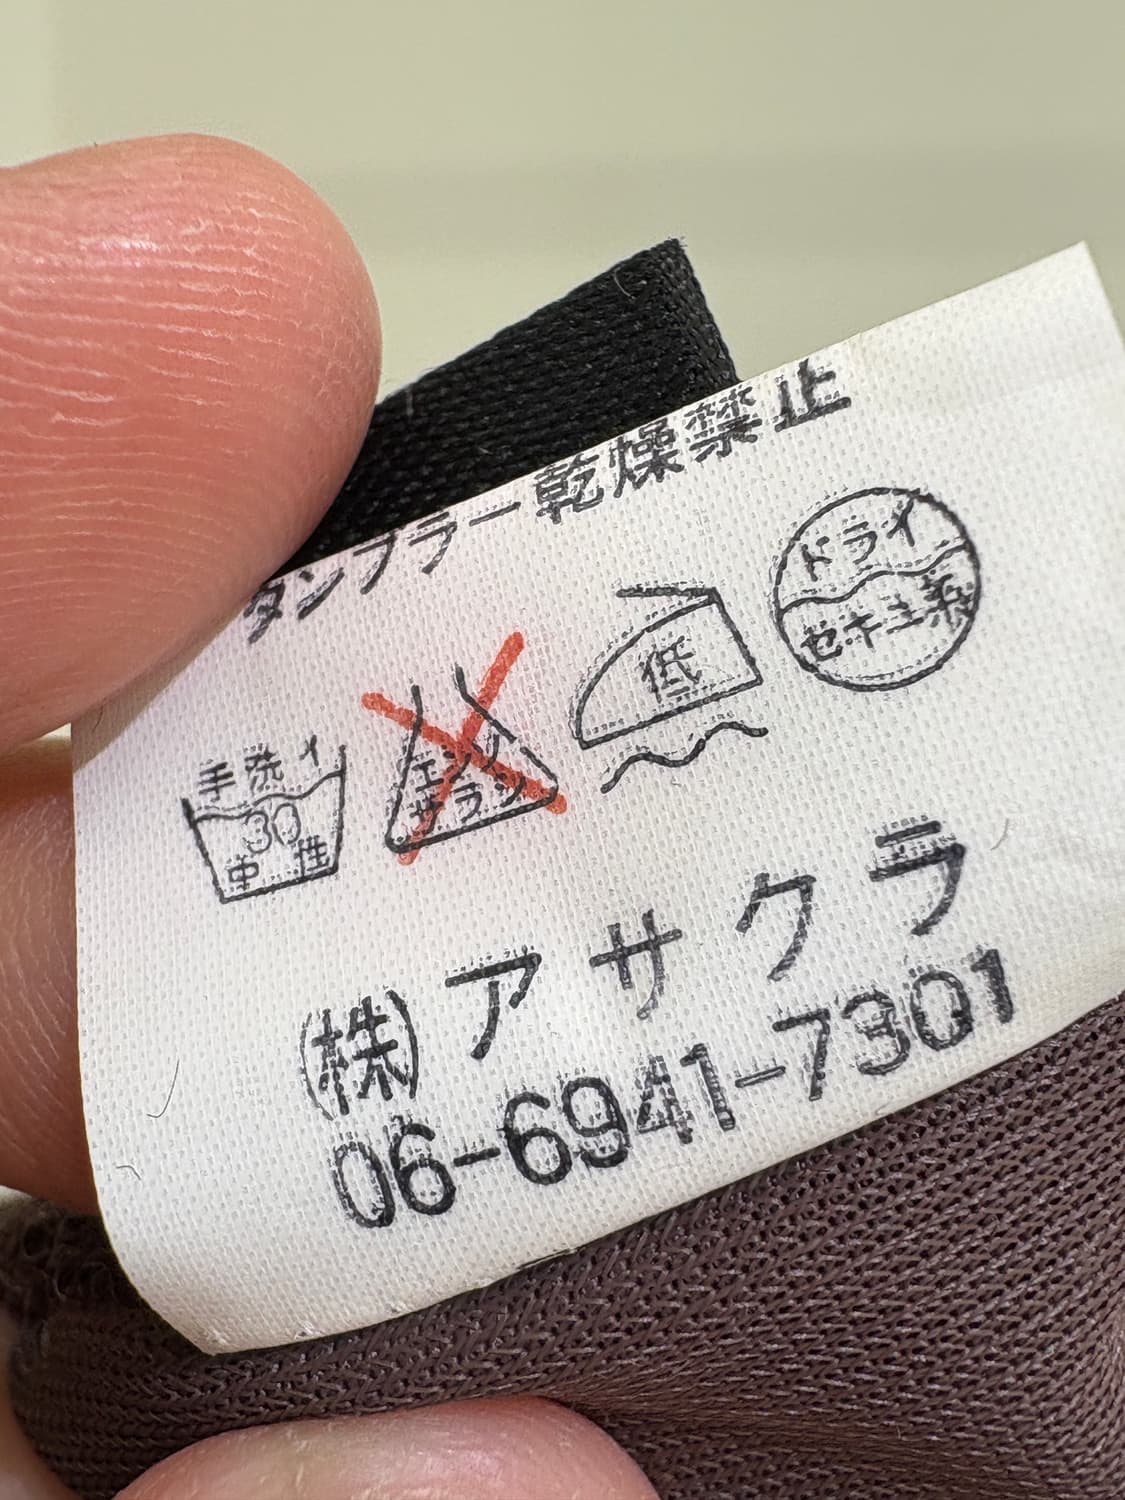 タンブラー乾燥禁止
手洗イ
30
中性
エンソ
サラシ
低
ドライ
セキユ系
(株)アサクラ
06-6941-7301